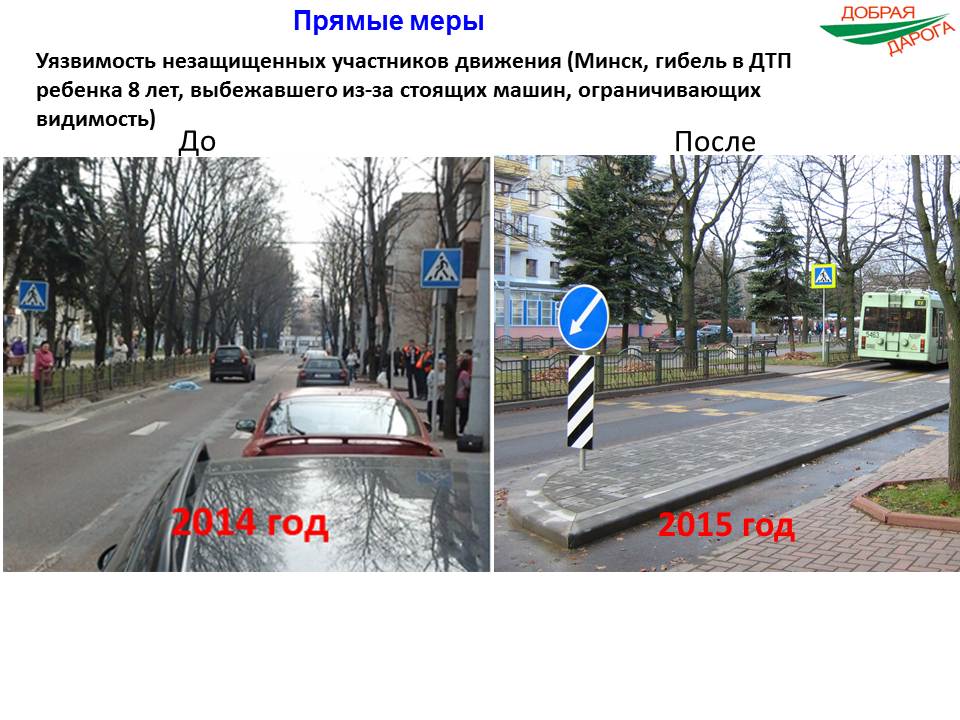 Прямые меры
ДОБРАЯ
ДАРОГА
Уязвимость незащищенных участников движения (Минск, гибель в ДТП
ребенка 8 лет, выбежавшего из-за стоящих машин, ограничивающих
видимость)
До
После
2014 год
2015 год